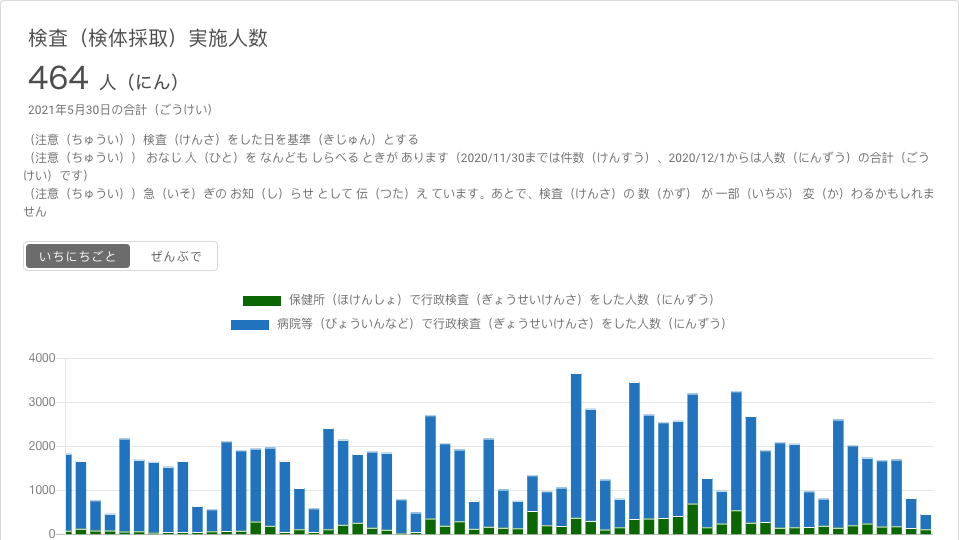 検査（検体採取）実施人数
464 人（にん）
2021年5月30日の合計（ごうけい）
（注意（ちゅうい））検査（けんさ）をした日を基準（きじゅん）とする
（注意（ちゅうい）） おなじ 人（ひと）を なんども しらべる ときが あります（2020/11/30までは件数（けんすう）、2020/12/1からは人数（にんずう）の合計（ごう
けい）です）
（注意（ちゅうい））急（いそ）ぎの お知（し）らせ として 伝（つた）え ています。あとで、検査（けんさ）の 数（かず） が 一部（いちぶ） 変（か）わるかもしれま
せん
いちにちごと ぜんぶで
保健所（ほけんしょ）で行政検査（ぎょうせいけんさ）をした人数（にんずう）
病院等（びょういんなど）で行政検査（ぎょうせいけんさ）をした人数（にんずう）
4000
3000
2000
1000
0